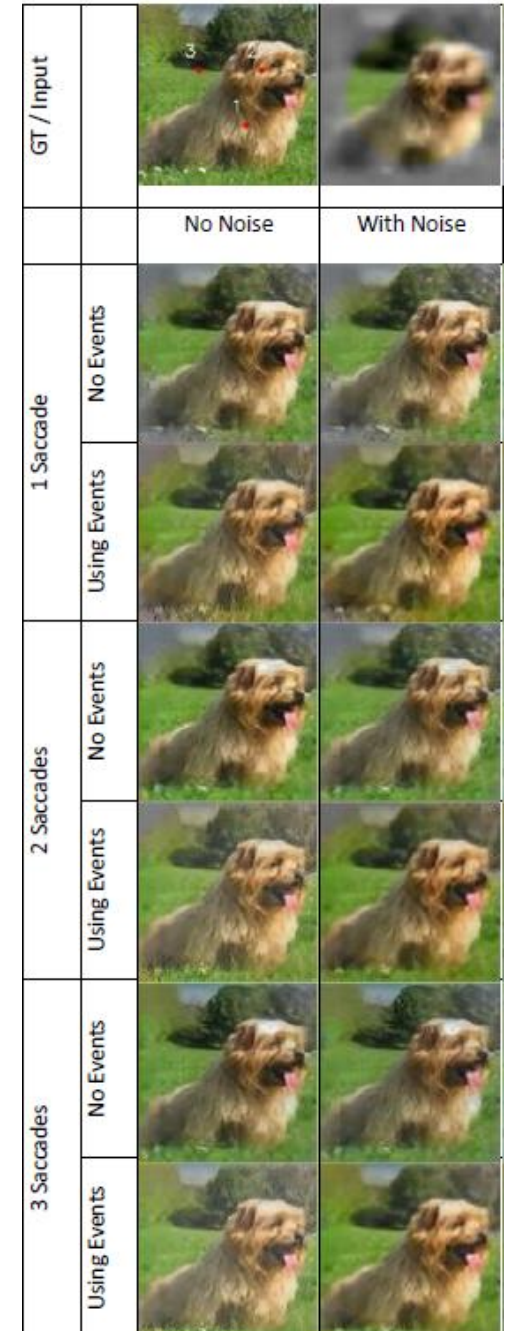 GT / Input
3
2
1
No Noise
With Noise
1 Saccade
No Events
Using Events
2 Saccades
No Events
Using Events
3 Saccades
No Events
Using Events